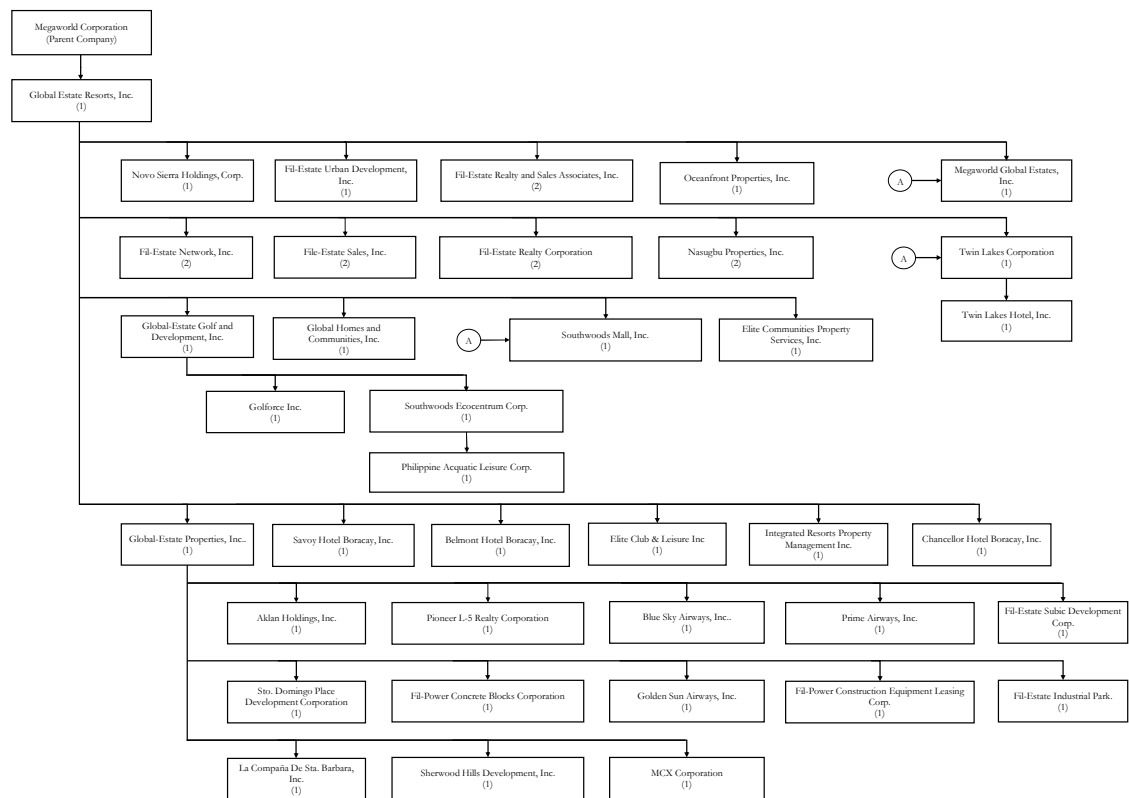 Megaworld Corporation
(Parent Company)
Global Estate Resorts, Inc.
(1)
Novo Sierra Holdings, Corp.
(1)
Fil-Estate Urban Development,
Inc.
(1)
Fil-Estate Realty and Sales Associates, Inc.
(2)
Oceanfront Properties, Inc.
(1)
A
Megaworld Global Estates,
Inc.
(1)
Fil-Estate Network, Inc.
(2)
File-Estate Sales, Inc.
(2)
Fil-Estate Realty Corporation
(2)
Nasugbu Properties, Inc.
(2)
A
Twin Lakes Corporation
(1)
Twin Lakes Hotel, Inc.
(1)
Global-Estate Golf and
Development, Inc.
(1)
Global Homes and
Communities, Inc.
(1)
A
Southwoods Mall, Inc.
(1)
Elite Communities Property
Services, Inc.
(1)
Golforce Inc.
(1)
Southwoods Ecocentrum Corp.
(1)
Philippine Acquatic Leisure Corp.
(1)
Global-Estate Properties, Inc..
(1)
Savoy Hotel Boracay, Inc.
(1)
Belmont Hotel Boracay, Inc.
(1)
Elite Club & Leisure Inc
(1)
Integrated Resorts Property
Management Inc.
(1)
Chancellor Hotel Boracay, Inc.
(1)
Aklan Holdings, Inc.
(1)
Pioneer L-5 Realty Corporation
(1)
Blue Sky Airways, Inc..
(1)
Prime Airways, Inc.
(1)
Fil-Estate Subic Development
Corp.
(1)
Sto. Domingo Place
Development Corporation
(1)
Fil-Power Concrete Blocks Corporation
(1)
Golden Sun Airways, Inc.
(1)
Fil-Power Construction Equipment Leasing
Corp.
(1)
Fil-Estate Industrial Park.
(1)
La Compaña De Sta. Barbara,
Inc.
(1)
Sherwood Hills Development, Inc.
(1)
MCX Corporation
(1)